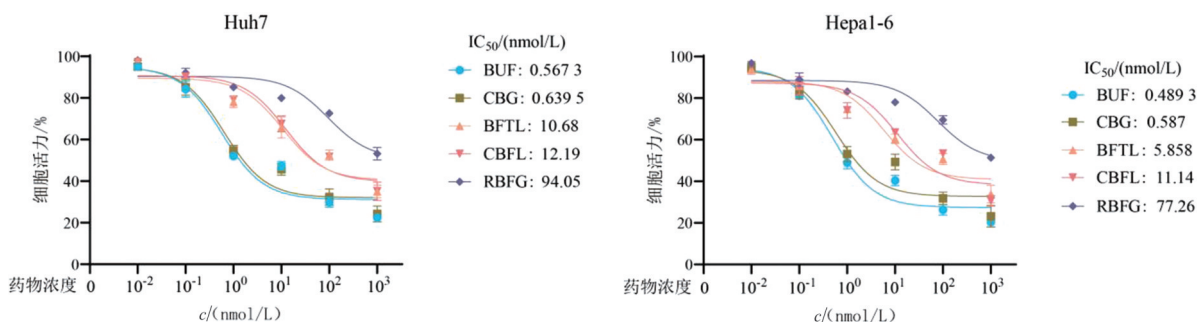 Huh7
IC₅₀/(nmol/L)
BUF: 0.567 3
CBG: 0.639 5
BFTL: 10.68
CBFL: 12.19
RBFG: 94.05
细胞活力/%
100
80
60
40
20
0
药物浓度 0 10⁻² 10⁻¹ 10⁰ 10¹ 10² 10³
c/(nmol/L)
Hepa1-6
IC₅₀/(nmol/L)
BUF: 0.489 3
CBG: 0.587
BFTL: 5.858
CBFL: 11.14
RBFG: 77.26
细胞活力/%
100
80
60
40
20
0
药物浓度 0 10⁻² 10⁻¹ 10⁰ 10¹ 10² 10³
c/(nmol/L)